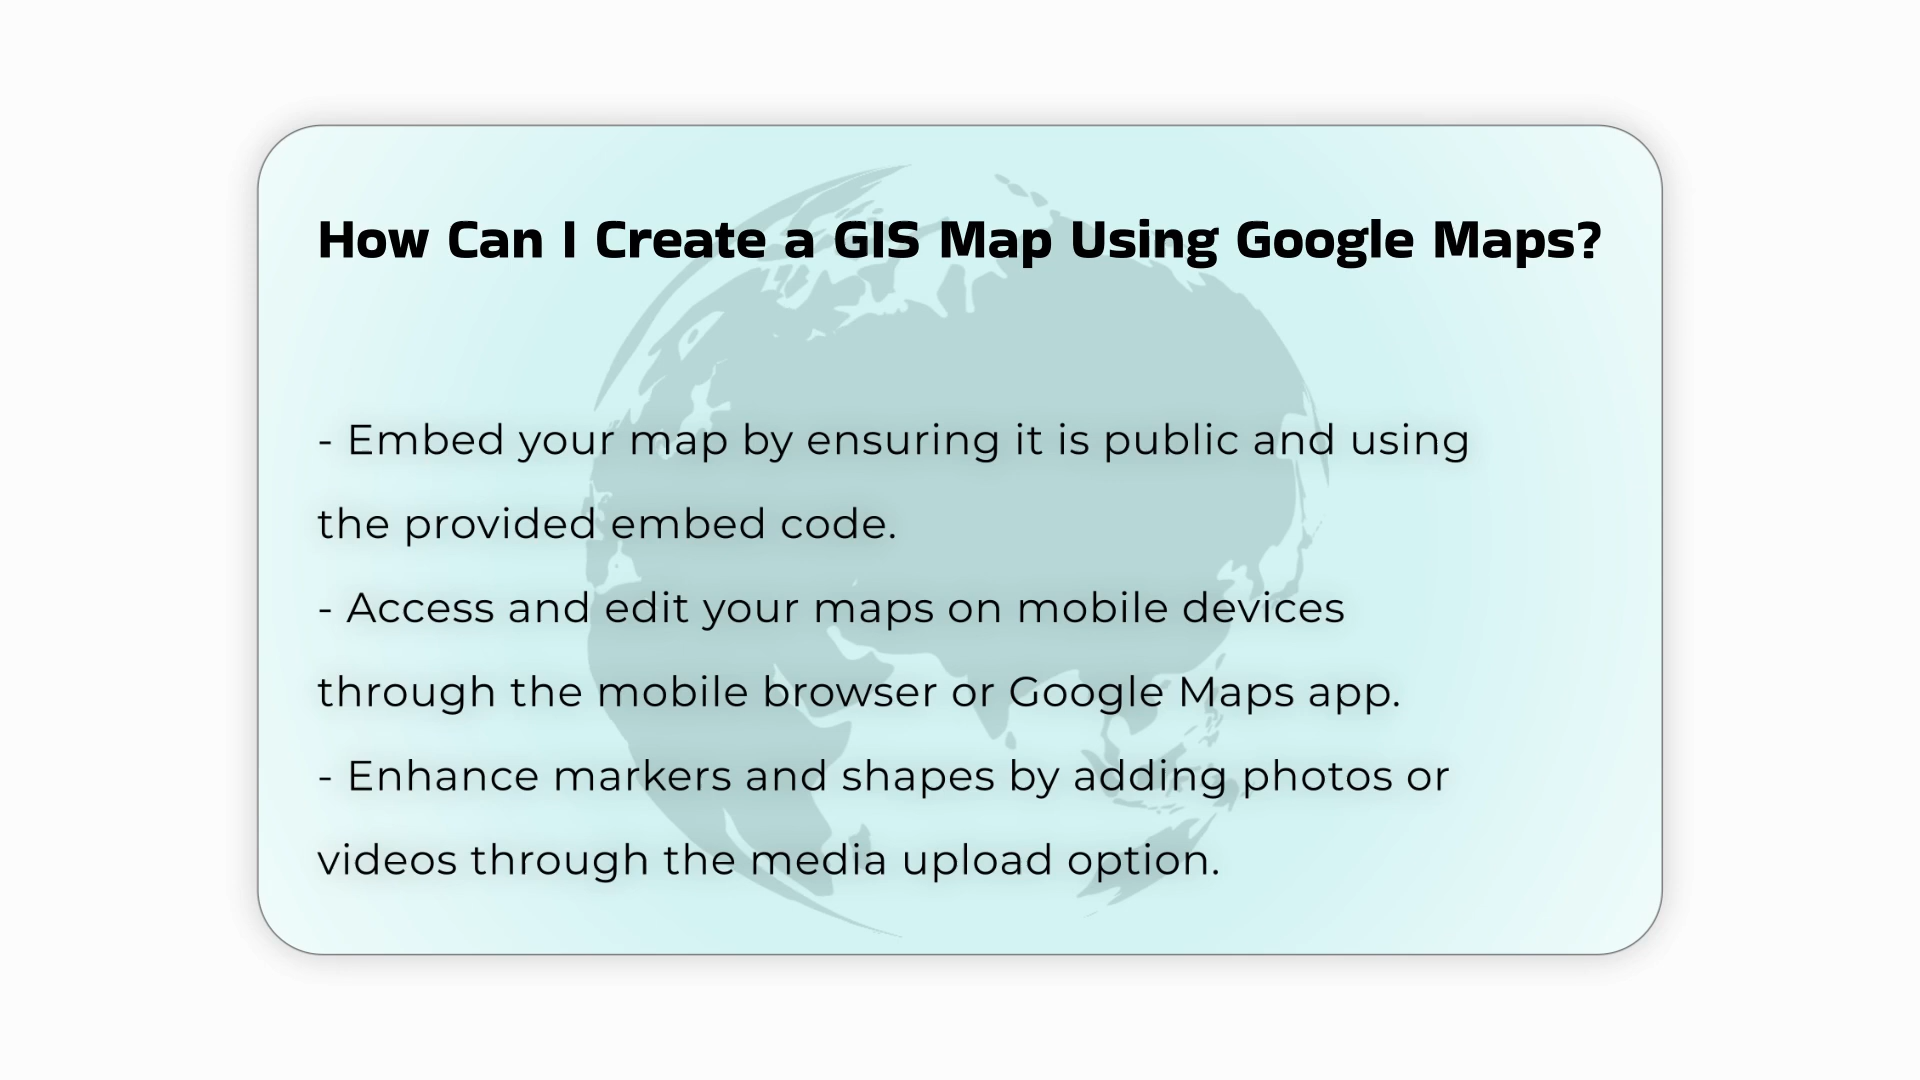 How Can I Create a GIS Map Using Google Maps?
- Embed your map by ensuring it is public and using
the provided embed code.
- Access and edit your maps on mobile devices
through the mobile browser or Google Maps app.
- Enhance markers and shapes by adding photos or
videos through the media upload option.